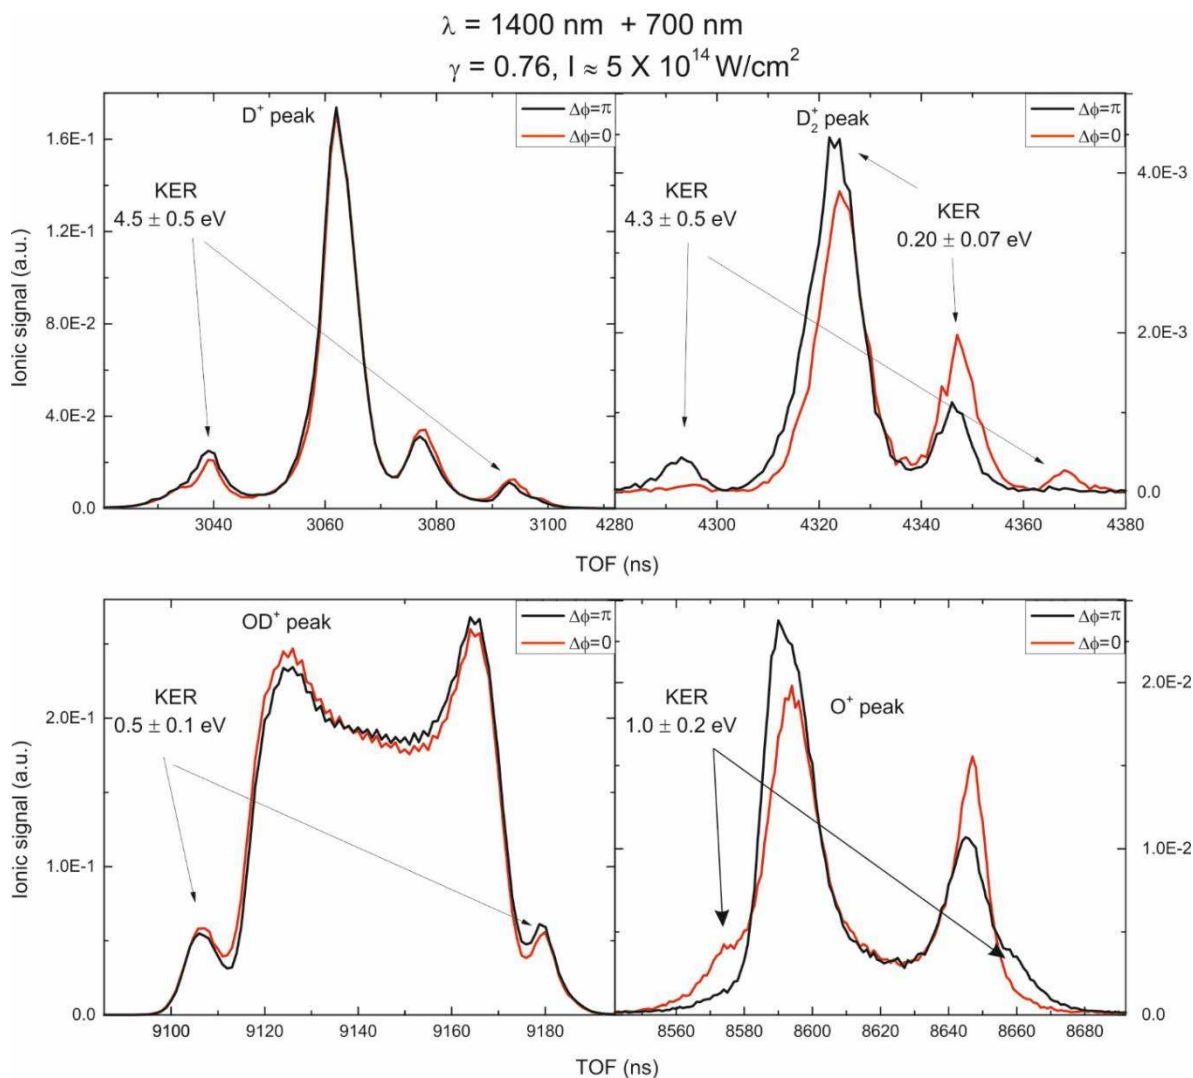 λ = 1400 nm + 700 nm
γ = 0.76, I ≈ 5 X 10¹⁴ W/cm²
D⁺ peak
Δϕ=π
Δϕ=0
KER
4.5 ± 0.5 eV
Ionic signal (a.u.)
1.6E-1
1.2E-1
8.0E-2
4.0E-2
0.0
3040
3060
3080
3100
D₂⁺ peak
Δϕ=π
Δϕ=0
KER
4.3 ± 0.5 eV
KER
0.20 ± 0.07 eV
4.0E-3
2.0E-3
0.0
4280
4300
4320
4340
4360
4380
TOF (ns)
OD⁺ peak
Δϕ=π
Δϕ=0
KER
0.5 ± 0.1 eV
Ionic signal (a.u.)
2.0E-1
1.0E-1
0.0
9100
9120
9140
9160
9180
Δϕ=π
Δϕ=0
KER
1.0 ± 0.2 eV
O⁺ peak
2.0E-2
1.0E-2
0.0
8560
8580
8600
8620
8640
8660
8680
TOF (ns)